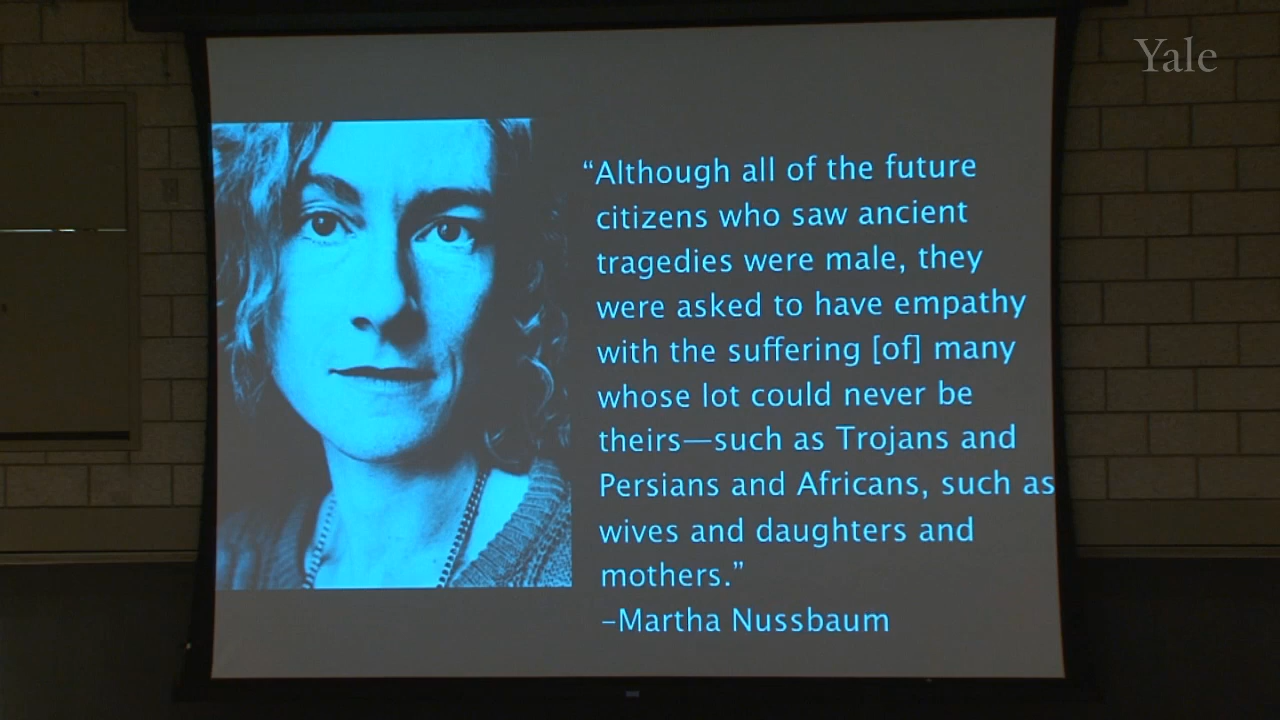 Yale
“Although all of the future
citizens who saw ancient
tragedies were male, they
were asked to have empathy
with the suffering [of] many
whose lot could never be
theirs—such as Trojans and
Persians and Africans, such as
wives and daughters and
mothers.”
–Martha Nussbaum